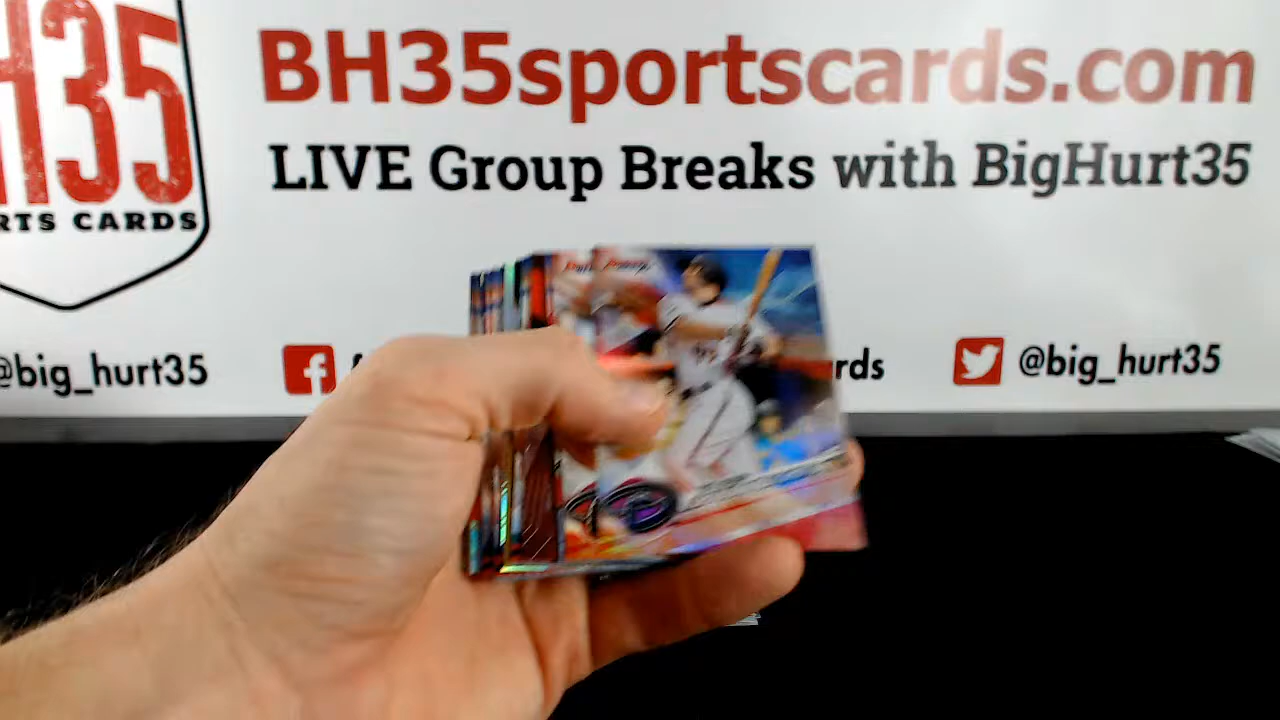 H35
RTS CARDS
BH35sportscards.com
LIVE Group Breaks with BigHurt35
@big_hurt35
f
rds
@big_hurt35